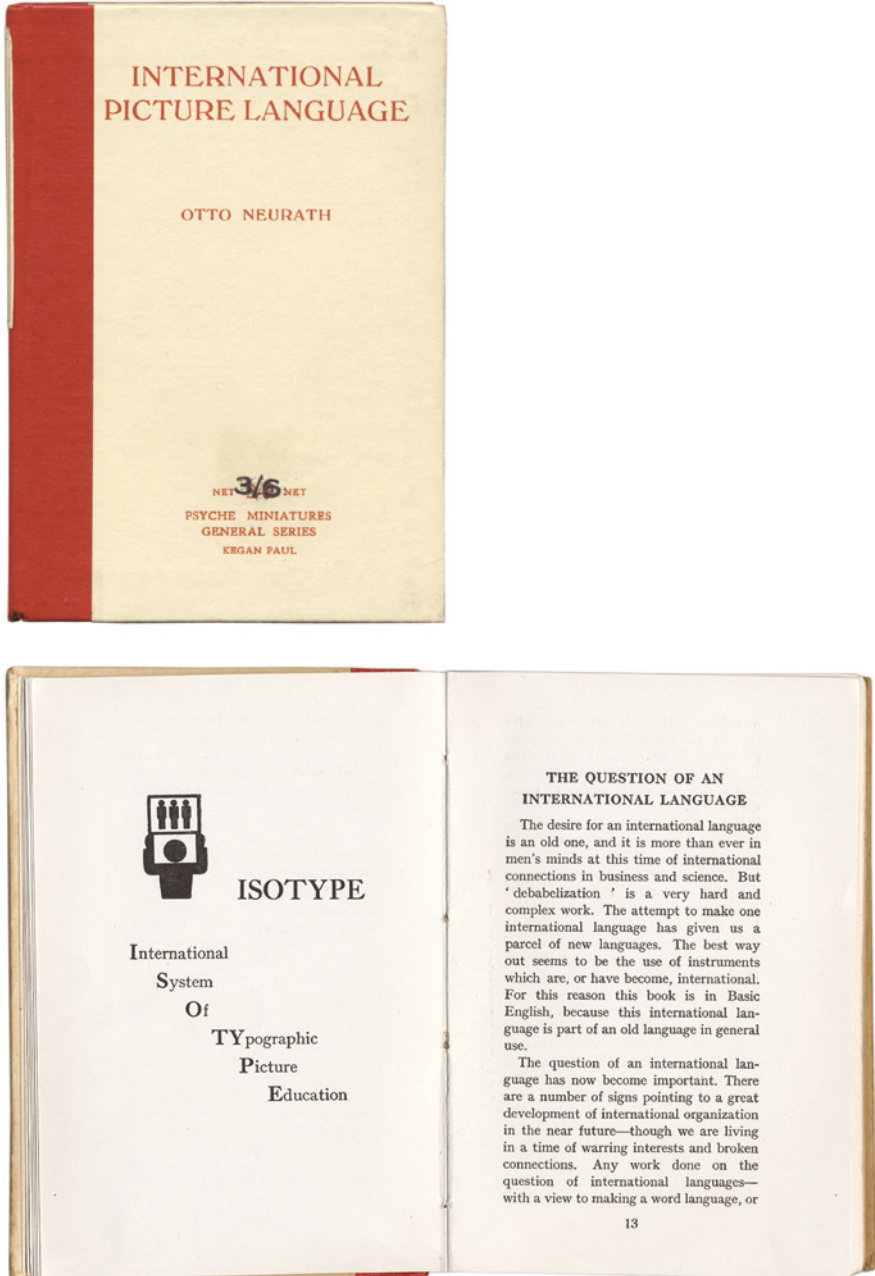 INTERNATIONAL
PICTURE LANGUAGE
OTTO NEURATH
3/6
NET NET
PSYCHE MINIATURES
GENERAL SERIES
KEGAN PAUL
ISOTYPE
International
System
Of
TYpographic
Picture
Education
THE QUESTION OF AN
INTERNATIONAL LANGUAGE
The desire for an international language
is an old one, and it is more than ever in
men's minds at this time of international
connections in business and science. But
‘ debabelization ’ is a very hard and
complex work. The attempt to make one
international language has given us a
parcel of new languages. The best way
out seems to be the use of instruments
which are, or have become, international.
For this reason this book is in Basic
English, because this international lan-
guage is part of an old language in general
use.
The question of an international lan-
guage has now become important. There
are a number of signs pointing to a great
development of international organization
in the near future—though we are living
in a time of warring interests and broken
connections. Any work done on the
question of international languages—
with a view to making a word language, or
13